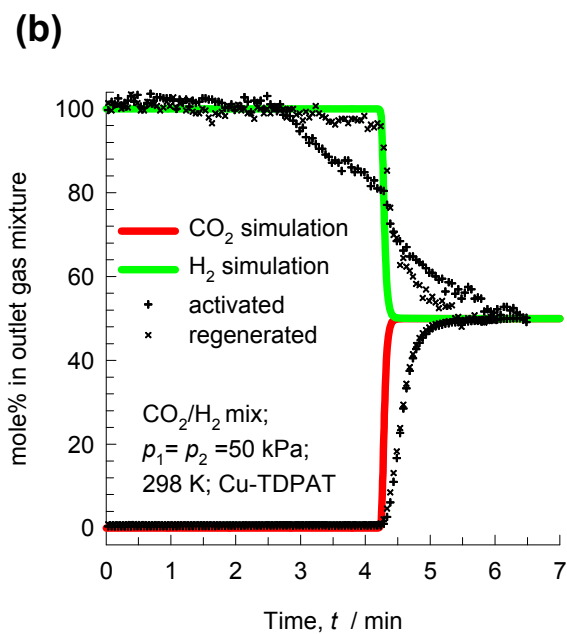 (b)
mole% in outlet gas mixture
100
80
60
40
20
0
CO₂ simulation
H₂ simulation
activated
regenerated
CO₂/H₂ mix;
p₁= p₂ =50 kPa;
298 K; Cu-TDPAT
0 1 2 3 4 5 6 7
Time, t / min